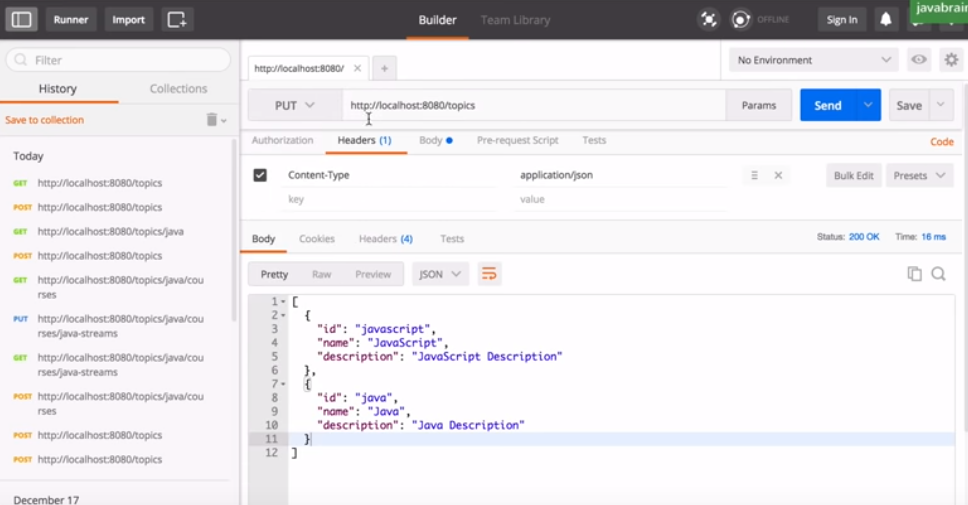 javabrain
Runner Import Builder Team Library OFFLINE Sign In
Filter
History Collections
Save to collection
Today
GET http://localhost:8080/topics
POST http://localhost:8080/topics
GET http://localhost:8080/topics/java
POST http://localhost:8080/topics
GET http://localhost:8080/topics/java/cou
rses
PUT http://localhost:8080/topics/java/cou
rses/java-streams
GET http://localhost:8080/topics/java/cou
rses/java-streams
POST http://localhost:8080/topics/java/cou
rses
POST http://localhost:8080/topics
POST http://localhost:8080/topics
December 17
http://localhost:8080/ No Environment
PUT http://localhost:8080/topics Params Send Save
Authorization Headers (1) Body Pre-request Script Tests Code
Content-Type application/json Bulk Edit Presets
key value
Body Cookies Headers (4) Tests Status: 200 OK Time: 16 ms
Pretty Raw Preview JSON
1 [
2 {
3 "id": "javascript",
4 "name": "JavaScript",
5 "description": "JavaScript Description"
6 },
7 {
8 "id": "java",
9 "name": "Java",
10 "description": "Java Description"
11 }
12 ]